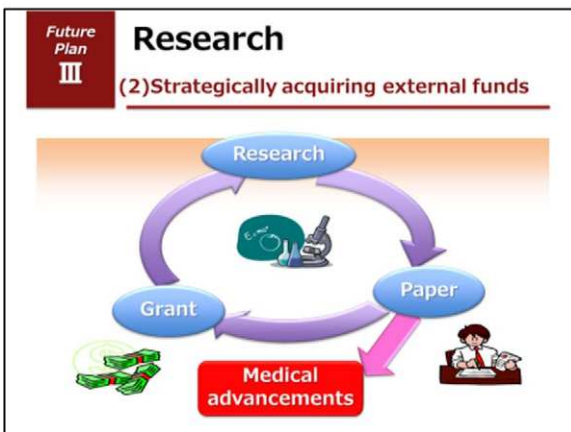 Future
Plan
Ⅲ
Research
(2)Strategically acquiring external funds
Research
Paper
Grant
Medical
advancements